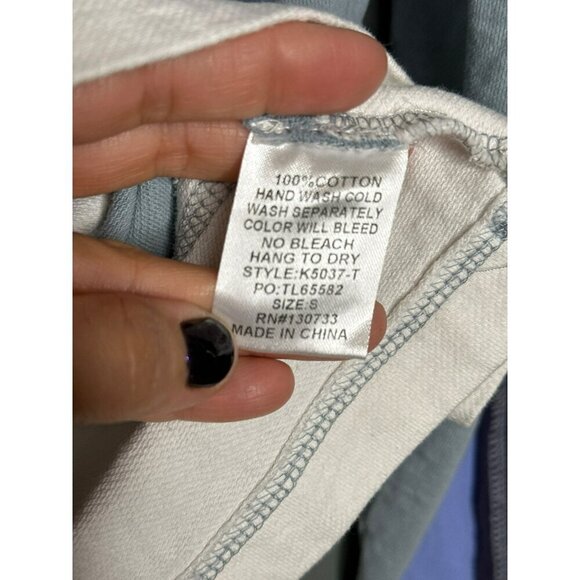 100%COTTON
HAND WASH COLD
WASH SEPARATELY
COLOR WILL BLEED
NO BLEACH
HANG TO DRY
STYLE:K5037-T
PO:TL65582
SIZE:S
RN#130733
MADE IN CHINA